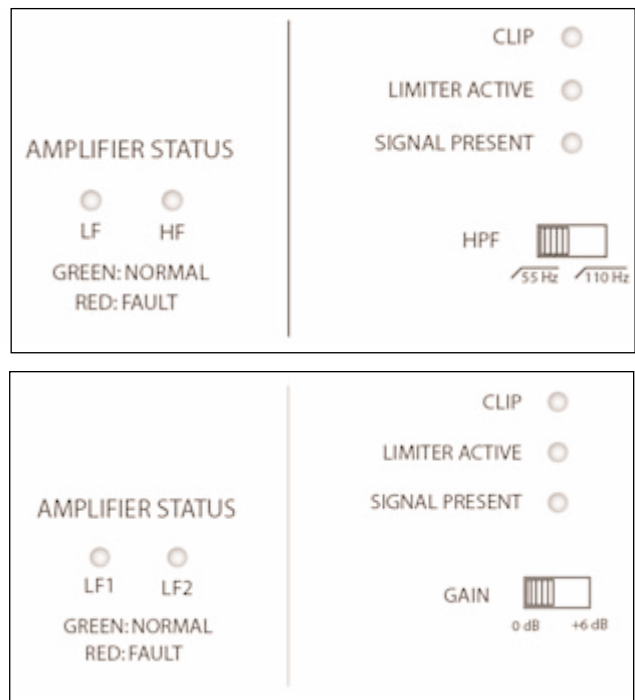 AMPLIFIER STATUS
LF HF
GREEN: NORMAL
RED: FAULT
CLIP
LIMITER ACTIVE
SIGNAL PRESENT
HPF
55 Hz 110 Hz
AMPLIFIER STATUS
LF1 LF2
GREEN: NORMAL
RED: FAULT
CLIP
LIMITER ACTIVE
SIGNAL PRESENT
GAIN
0 dB +6 dB